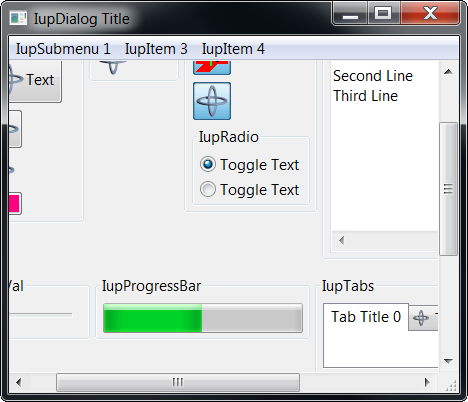 IupDialog Title
IupSubmenu 1 IupItem 3 IupItem 4
Text
Second Line
Third Line
IupRadio
Toggle Text
Toggle Text
Val
IupProgressBar
IupTabs
Tab Title 0